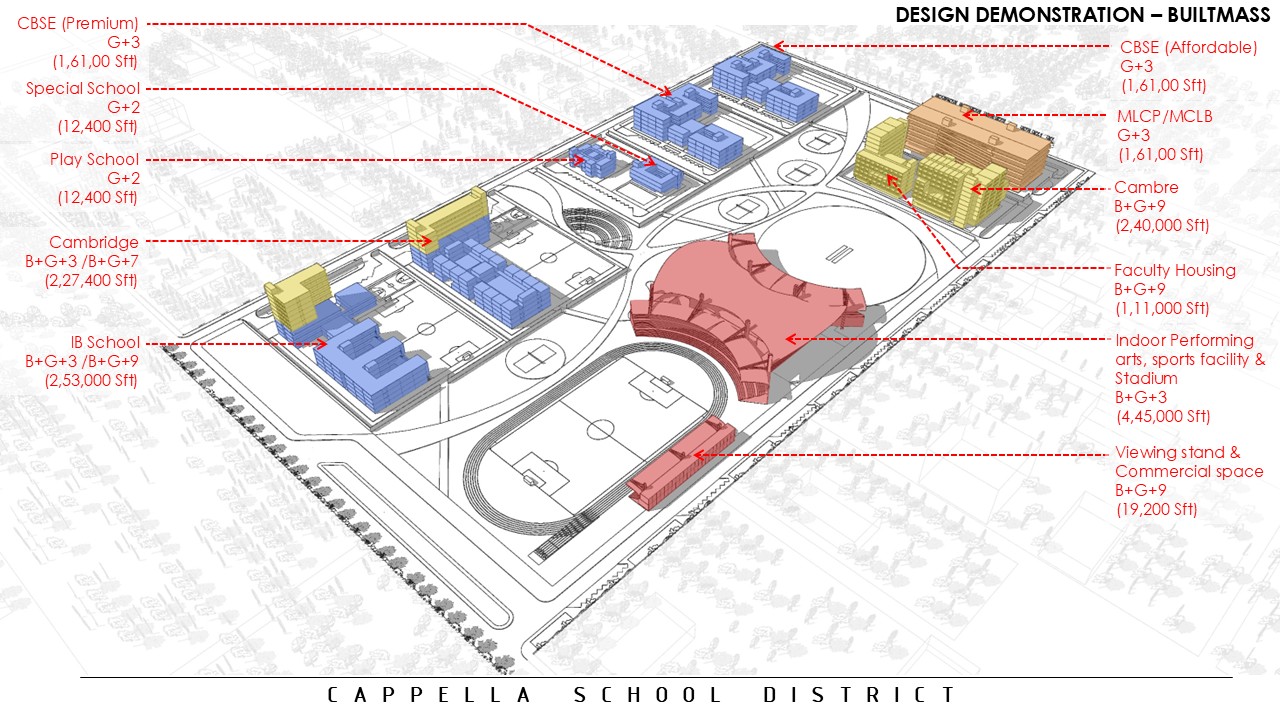 DESIGN DEMONSTRATION – BUILTMASS
CBSE (Premium)
G+3
(1,61,00 Sft)
Special School
G+2
(12,400 Sft)
Play School
G+2
(12,400 Sft)
Cambridge
B+G+3 /B+G+7
(2,27,400 Sft)
IB School
B+G+3 /B+G+9
(2,53,000 Sft)
CBSE (Affordable)
G+3
(1,61,00 Sft)
MLCP/MCLB
G+3
(1,61,00 Sft)
Cambre
B+G+9
(2,40,000 Sft)
Faculty Housing
B+G+9
(1,11,000 Sft)
Indoor Performing
arts, sports facility &
Stadium
B+G+3
(4,45,000 Sft)
Viewing stand &
Commercial space
B+G+9
(19,200 Sft)
CAPPELLA SCHOOL DISTRICT